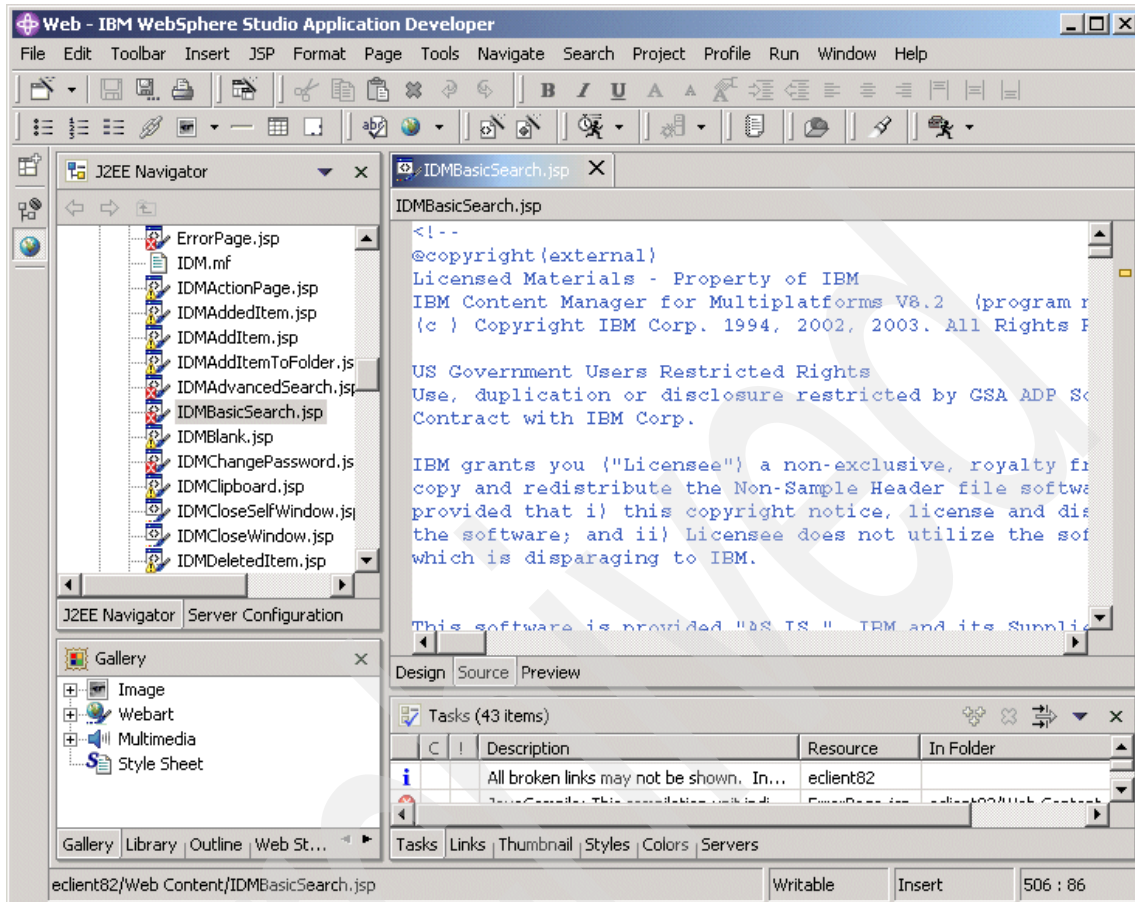 Web - IBM WebSphere Studio Application Developer
File Edit Toolbar Insert JSP Format Page Tools Navigate Search Project Profile Run Window Help
J2EE Navigator
ErrorPage.jsp
IDM.mf
IDMActionPage.jsp
IDMAddedItem.jsp
IDMAddItem.jsp
IDMAddItemToFolder.js
IDMAdvancedSearch.jsp
IDMBasicSearch.jsp
IDMBlank.jsp
IDMChangePassword.js
IDMClipboard.jsp
IDMCloseSelfWindow.jsp
IDMCloseWindow.jsp
IDMDeletedItem.jsp
J2EE Navigator Server Configuration
Gallery
Image
Webart
Multimedia
Style Sheet
Gallery Library Outline Web St...
IDMBasicSearch.jsp
IDMBasicSearch.jsp
<!--
@copyright(external)
Licensed Materials - Property of IBM
IBM Content Manager for Multiplatforms V8.2 (program
(c ) Copyright IBM Corp. 1994, 2002, 2003. All Rights
US Government Users Restricted Rights
Use, duplication or disclosure restricted by GSA ADP
Contract with IBM Corp.
IBM grants you ("Licensee") a non-exclusive, royalty
copy and redistribute the Non-Sample Header file
provided that i) this copyright notice, license and
the software; and ii) Licensee does not utilize the
which is disparaging to IBM.
This software is provided "AS IS." IBM and its
Design Source Preview
Tasks (43 items)
C ! Description Resource In Folder
i All broken links may not be shown. In... eclient82
Tasks Links Thumbnail Styles Colors Servers
eclient82/Web Content/IDMBasicSearch.jsp Writable Insert 506 : 86